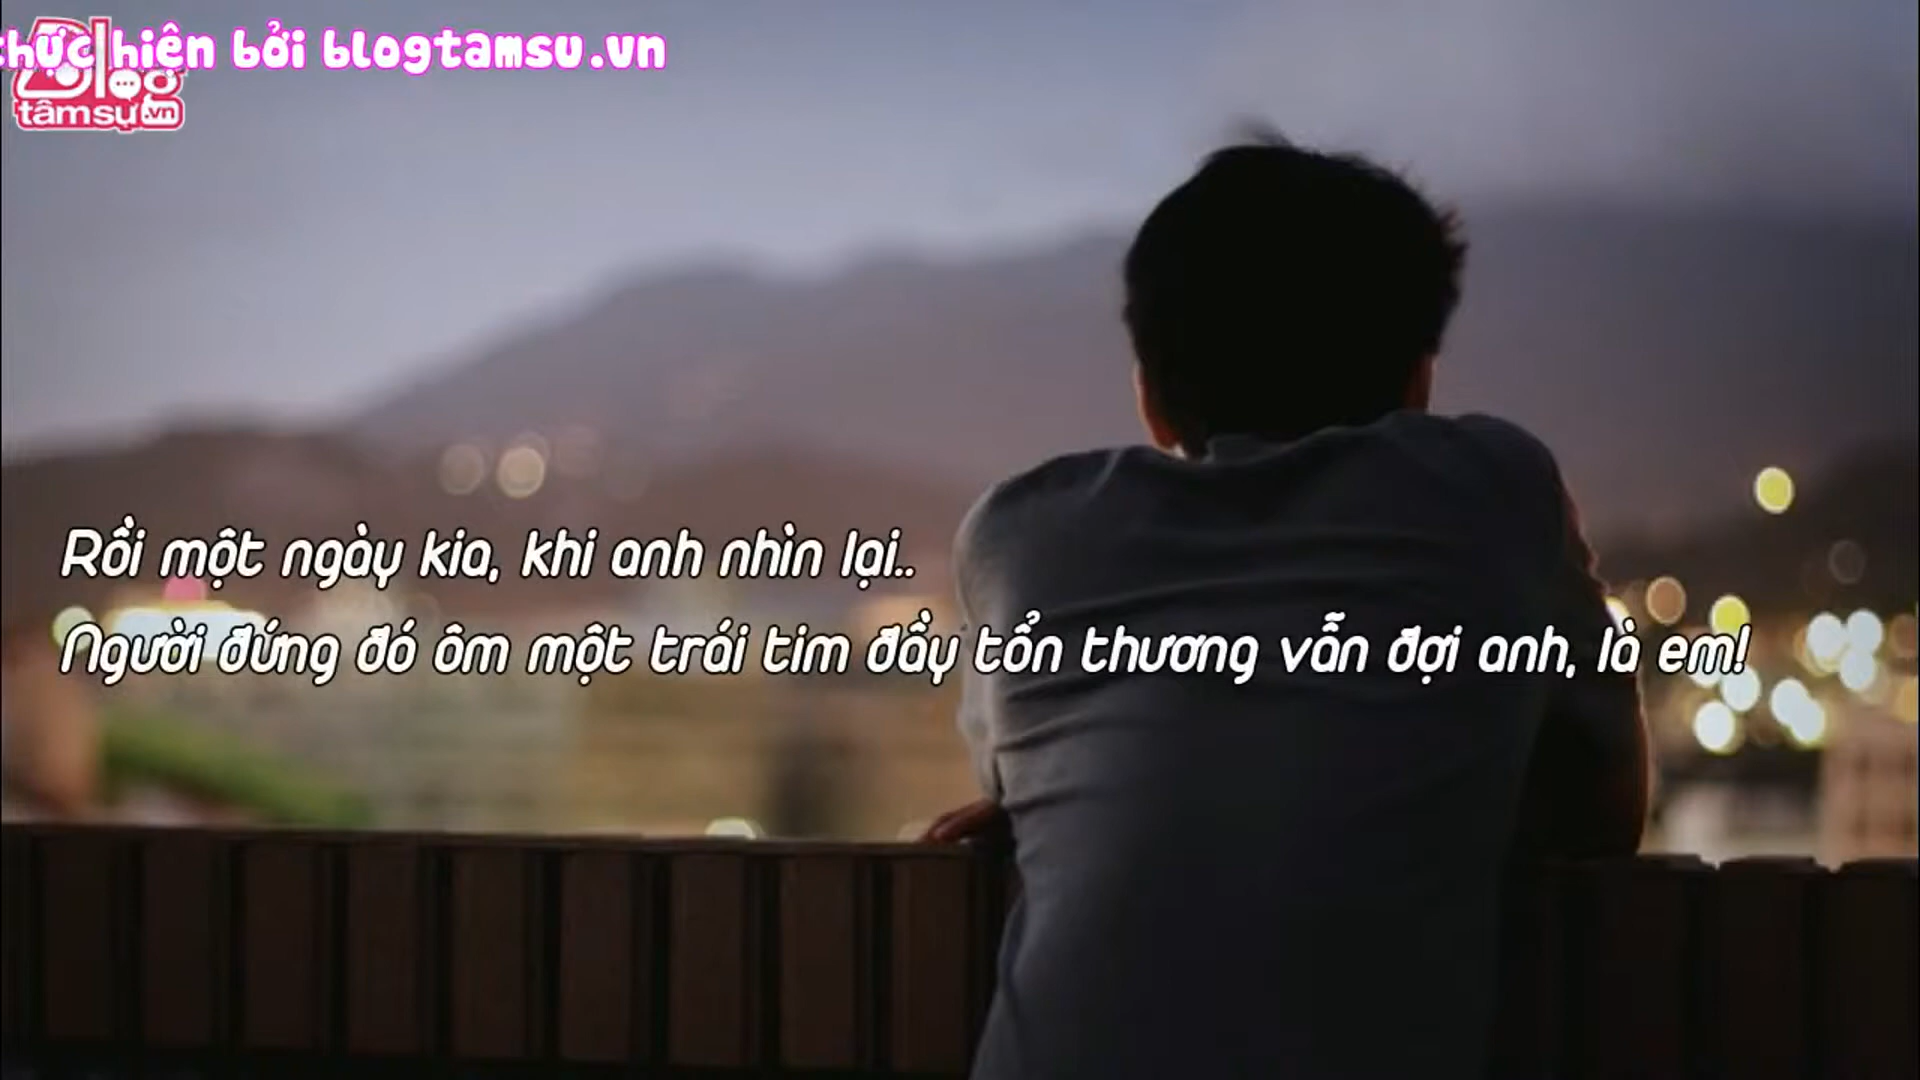 thực hiện bởi blogtamsu.vn
Blog
tâmsự.vn
Rồi một ngày kia, khi anh nhìn lại..
Người đứng đó ôm một trái tim đầy tổn thương vẫn đợi anh, là em!